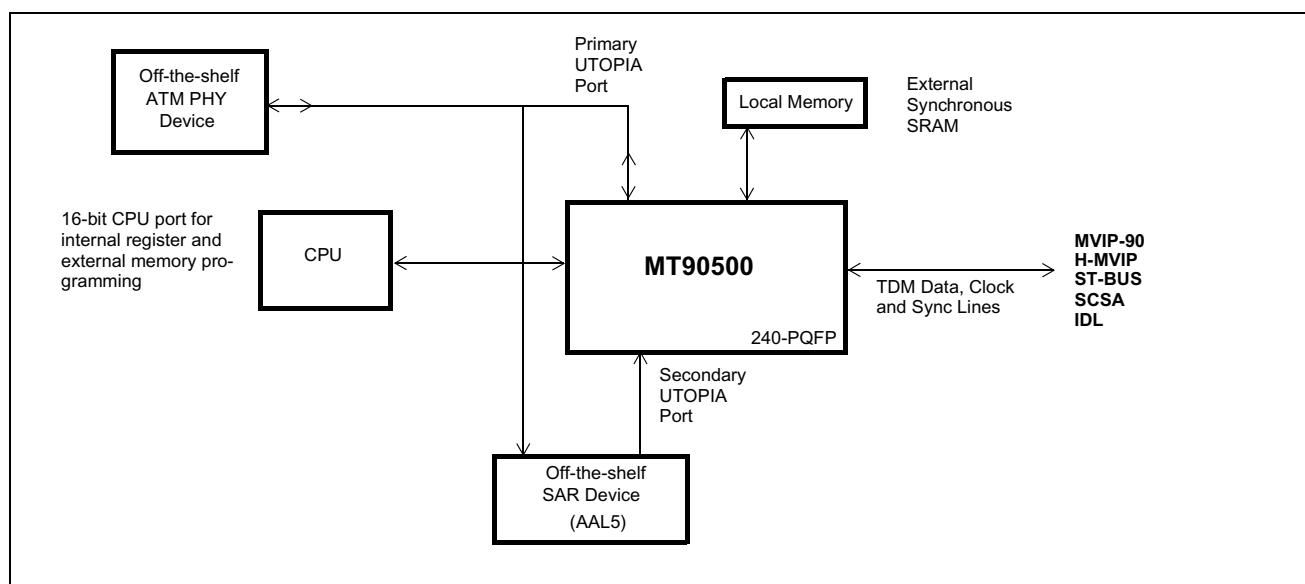 Off-the-shelf
ATM PHY
Device
Primary
UTOPIA
Port
Local Memory
External
Synchronous
SRAM
16-bit CPU port for
internal register and
external memory pro-
gramming
CPU
MT90500
240-PQFP
TDM Data, Clock
and Sync Lines
MVIP-90
H-MVIP
ST-BUS
SCSA
IDL
Secondary
UTOPIA
Port
Off-the-shelf
SAR Device
(AAL5)